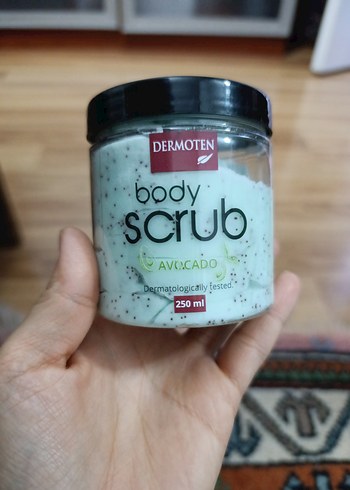 DERMOTEN
body
scrub
AVOCADO
Dermatologically tested
250 ml